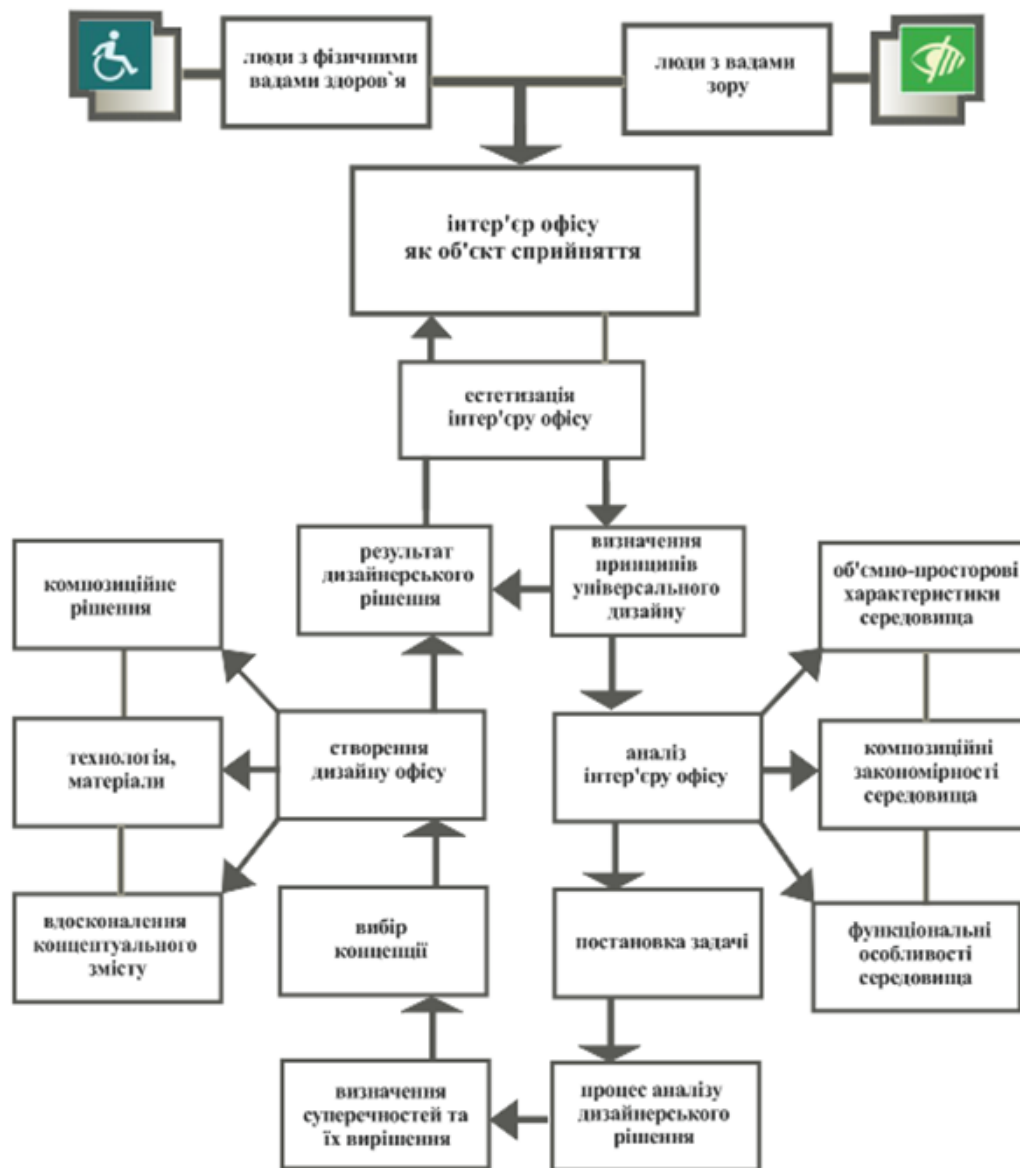 люди з фізичними
вадами здоров`я
люди з вадами
зору
інтер'єр офісу
як об'єкт сприйняття
естетизація
інтер'єру офісу
результат
дизайнерського
рішення
визначення
принципів
універсального
дизайну
композиційне
рішення
об'ємно-просторові
характеристики
середовища
технологія,
матеріали
створення
дизайну офісу
аналіз
інтер'єру офісу
композиційні
закономірності
середовища
вдосконалення
концептуального
змісту
вибір
концепції
постановка задачі
функціональні
особливості
середовища
визначення
суперечностей та
їх вирішення
процес аналізу
дизайнерського
рішення